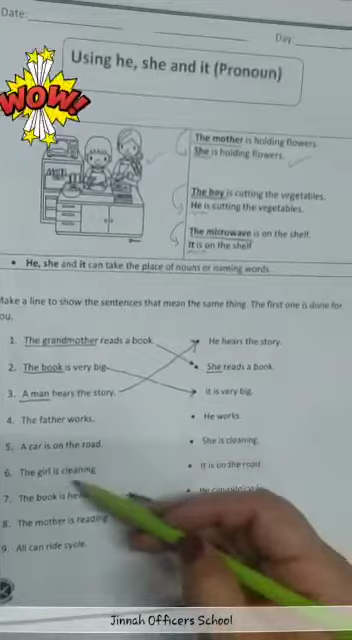 Date:
Day:
Using he, she and it (Pronoun)
WOW!
The mother is holding flowers.
She is holding flowers.
The boy is cutting the vegetables.
He is cutting the vegetables.
The microwave is on the shelf.
It is on the shelf
• He, she and it can take the place of nouns or naming words.
Make a line to show the sentences that mean the same thing. The first one is done for
you.
1. The grandmother reads a book. He hears the story.
2. The book is very big. She reads a book.
3. A man hears the story. it is very big.
4. The father works. • He works.
5. A car is on the road. • She is cleaning.
6. The girl is cleaning • It is on the road
7. The book is • He can ride cycle
8. The mother is reading
9. Ali can ride cycle.
Jinnah Officers School